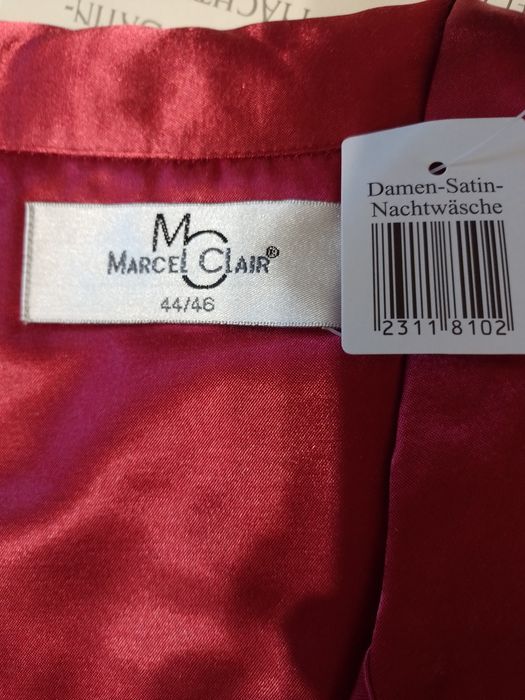 MC
MARCEL CLAIR®
44/46
Damen-Satin-
Nachtwäsche
2311 8102